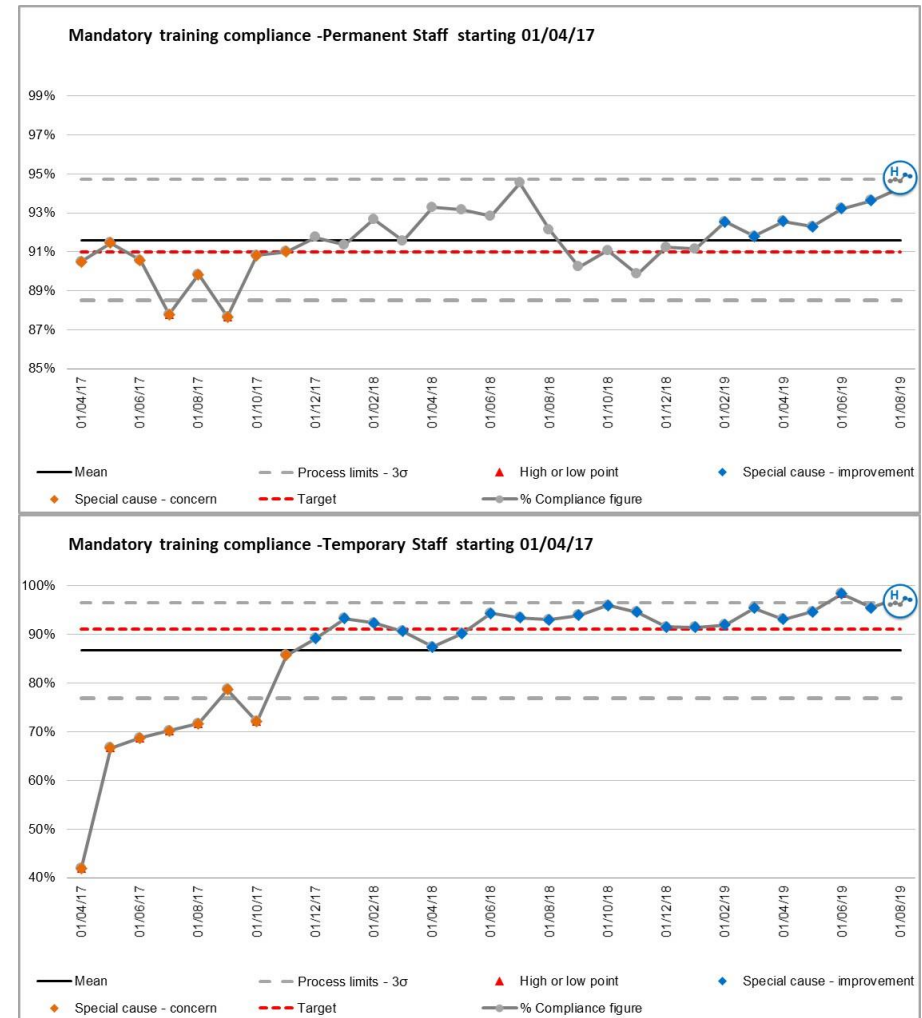 Mandatory training compliance -Permanent Staff starting 01/04/17
99%
97%
95%
93%
91%
89%
87%
85%
H
01/04/17
01/06/17
01/08/17
01/10/17
01/12/17
01/02/18
01/04/18
01/06/18
01/08/18
01/10/18
01/12/18
01/02/19
01/04/19
01/06/19
01/08/19
Mean
Process limits - 3σ
High or low point
Special cause - improvement
Special cause - concern
Target
% Compliance figure
Mandatory training compliance -Temporary Staff starting 01/04/17
100%
90%
80%
70%
60%
50%
40%
H
01/04/17
01/06/17
01/08/17
01/10/17
01/12/17
01/02/18
01/04/18
01/06/18
01/08/18
01/10/18
01/12/18
01/02/19
01/04/19
01/06/19
01/08/19
Mean
Process limits - 3σ
High or low point
Special cause - improvement
Special cause - concern
Target
% Compliance figure